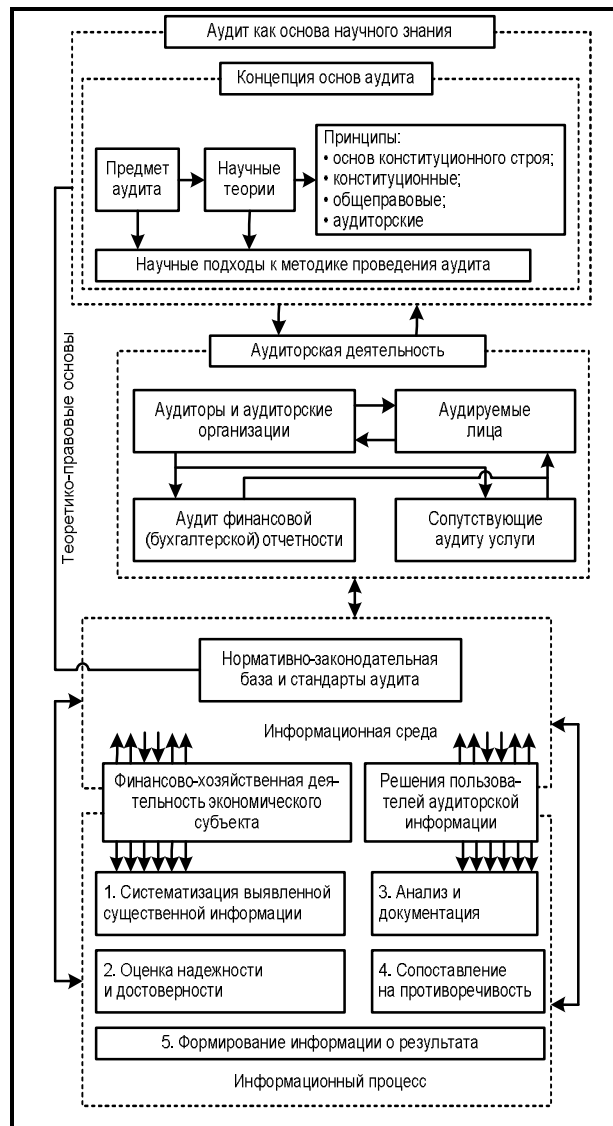 Аудит как основа научного знания
Концепция основ аудита
Предмет
аудита
Научные
теории
Принципы:
• основ конституционного строя;
• конституционные;
• общеправовые;
• аудиторские
Научные подходы к методике проведения аудита
Теоретико-правовые основы
Аудиторская деятельность
Аудиторы и аудиторские
организации
Аудируемые
лица
Аудит финансовой
(бухгалтерской) отчетности
Сопутствующие
аудиту услуги
Нормативно-законодательная
база и стандарты аудита
Информационная среда
Финансово-хозяйственная дея-
тельность экономического
субъекта
Решения пользова-
телей аудиторской
информации
1. Систематизация выявленной
существенной информации
3. Анализ и
документация
2. Оценка надежности
и достоверности
4. Сопоставление
на противоречивость
5. Формирование информации о результата
Информационный процесс